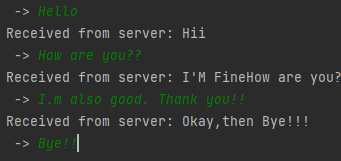 -> Hello
Received from server: Hii
-> How are you??
Received from server: I'M FineHow are you?
-> I.m also good. Thank you!!
Received from server: Okay,then Bye!!!
-> Bye!!